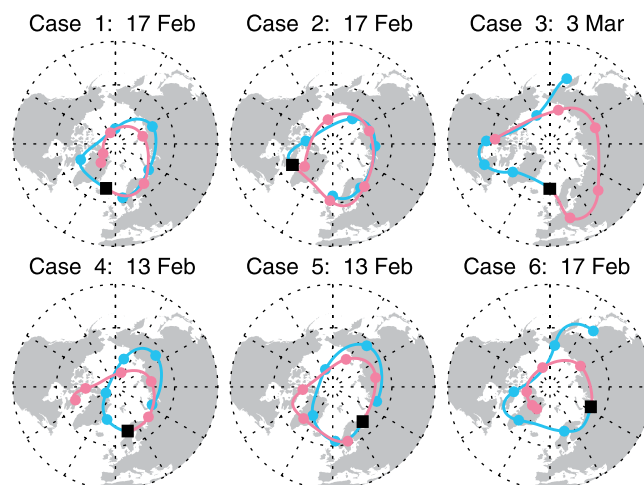 Case 1: 17 Feb
Case 2: 17 Feb
Case 3: 3 Mar
Case 4: 13 Feb
Case 5: 13 Feb
Case 6: 17 Feb